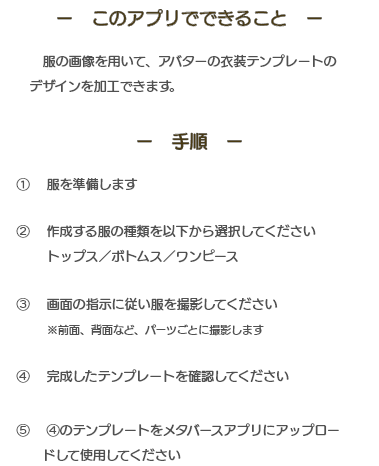 ー このアプリでできること ー
服の画像を用いて、アバターの衣装テンプレートの
デザインを加工できます。
ー 手順 ー
① 服を準備します
② 作成する服の種類を以下から選択してください
トップス／ボトムス／ワンピース
③ 画面の指示に従い服を撮影してください
※前面、背面など、パーツごとに撮影します
④ 完成したテンプレートを確認してください
⑤ ④のテンプレートをメタバースアプリにアップロー
ドして使用してください